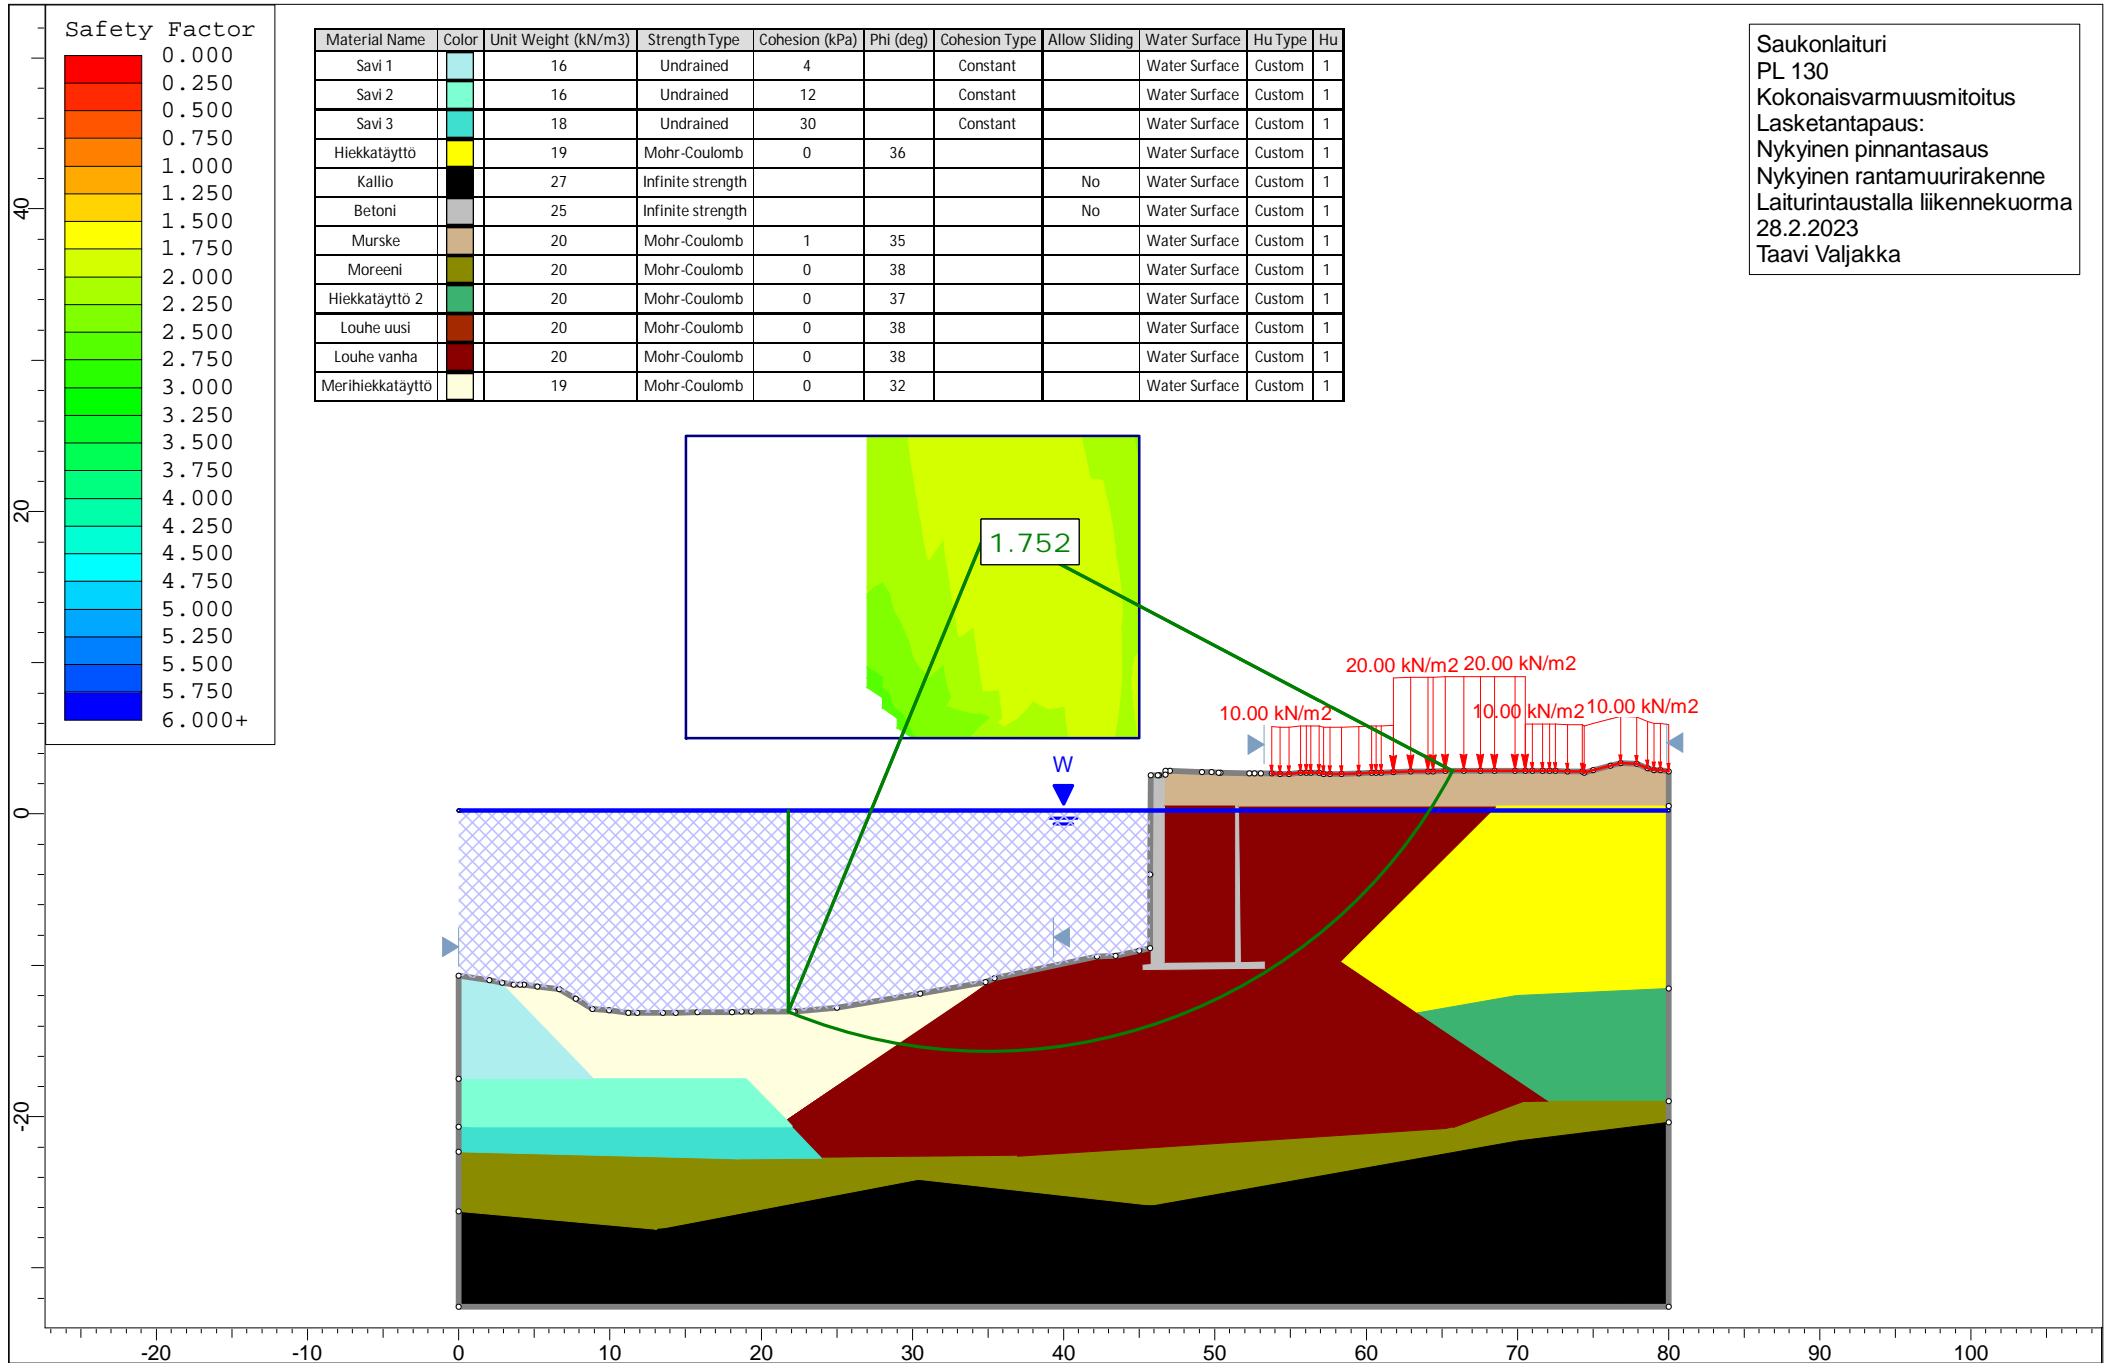 Safety Factor
0.000
0.250
0.500
0.750
1.000
1.250
1.500
1.750
2.000
2.250
2.500
2.750
3.000
3.250
3.500
3.750
4.000
4.250
4.500
4.750
5.000
5.250
5.500
5.750
6.000+
Material Name Color Unit Weight (kN/m3) Strength Type Cohesion (kPa) Phi (deg) Cohesion Type Allow Sliding Water Surface Hu Type Hu
Savi 1 16 Undrained 4 Constant Water Surface Custom 1
Savi 2 16 Undrained 12 Constant Water Surface Custom 1
Savi 3 18 Undrained 30 Constant Water Surface Custom 1
Hiekkatäyttö 19 Mohr-Coulomb 0 36 Water Surface Custom 1
Kallio 27 Infinite strength No Water Surface Custom 1
Betoni 25 Infinite strength No Water Surface Custom 1
Murske 20 Mohr-Coulomb 1 35 Water Surface Custom 1
Moreeni 20 Mohr-Coulomb 0 38 Water Surface Custom 1
Hiekkatäyttö 2 20 Mohr-Coulomb 0 37 Water Surface Custom 1
Louhe uusi 20 Mohr-Coulomb 0 38 Water Surface Custom 1
Louhe vanha 20 Mohr-Coulomb 0 38 Water Surface Custom 1
Merihiekkatäyttö 19 Mohr-Coulomb 0 32 Water Surface Custom 1
Saukonlaituri
PL 130
Kokonaisvarmuusmitoitus
Lasketantapaus:
Nykyinen pinnantasaus
Nykyinen rantamuurirakenne
Laiturintaustalla liikennekuorma
28.2.2023
Taavi Valjakka
1.752
20.00 kN/m2 20.00 kN/m2
10.00 kN/m2 10.00 kN/m2 10.00 kN/m2
W
40
20
0
-20
-20 -10 0 10 20 30 40 50 60 70 80 90 100